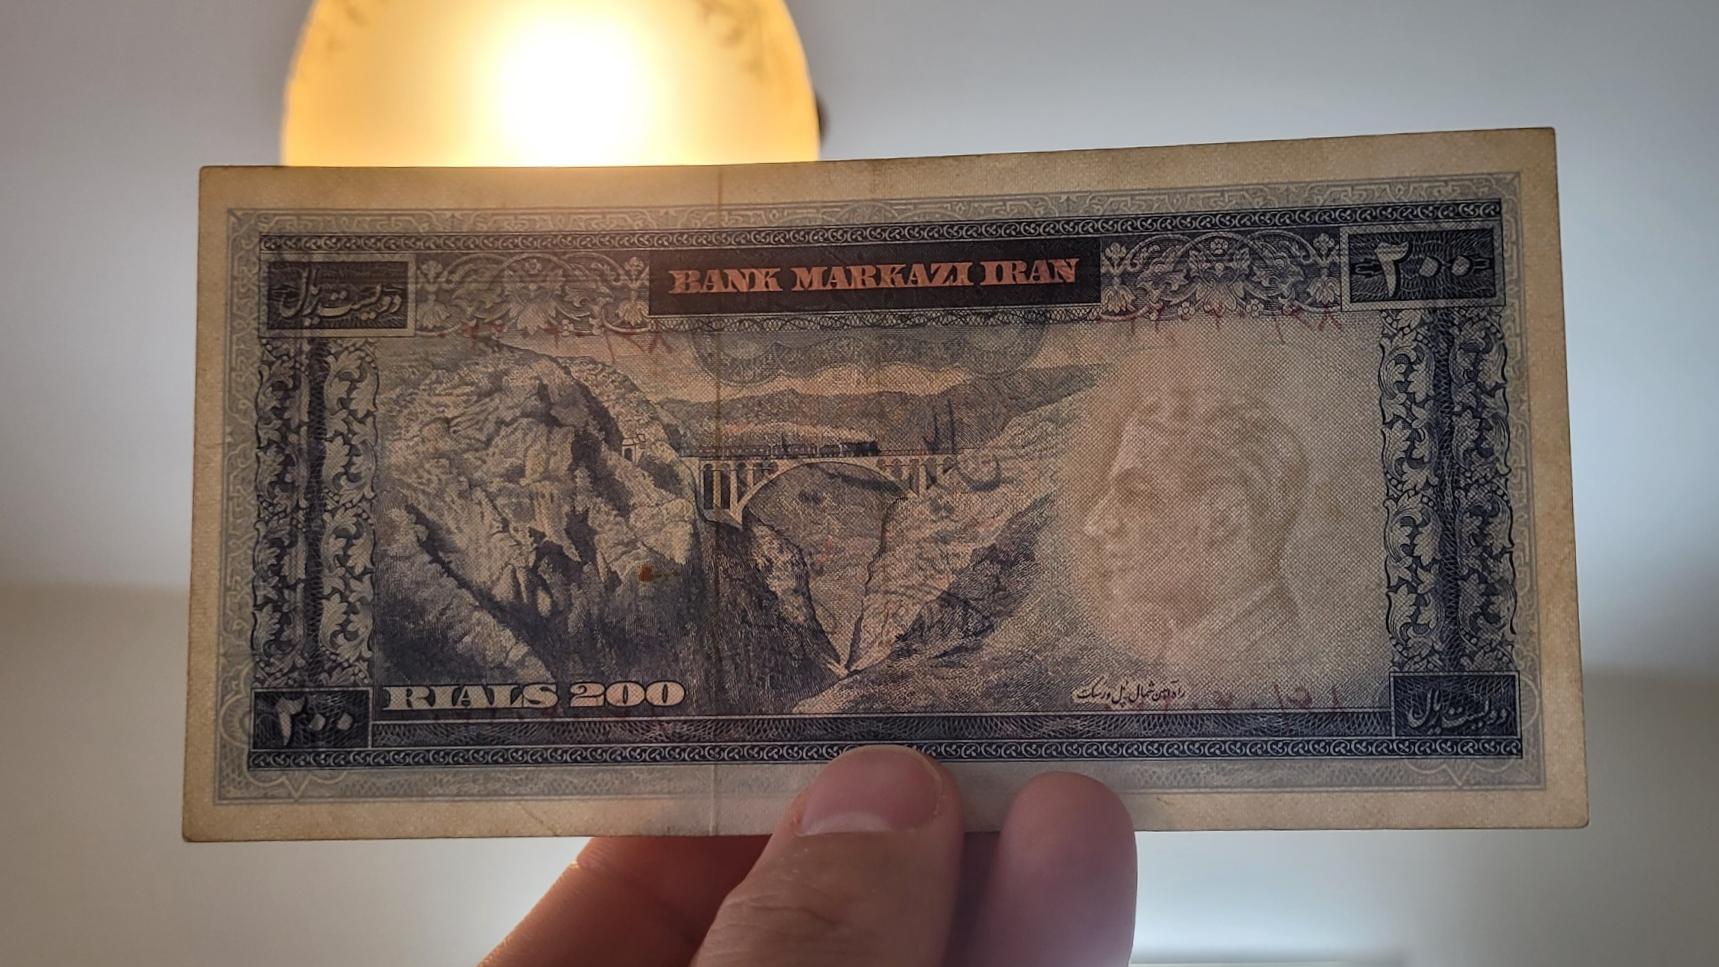 BANK MARKAZI IRAN
دویست ریال
۲۰۰
RIALS 200
راه آهن شمال - پل ورسک
۲۰۰
دویست ریال